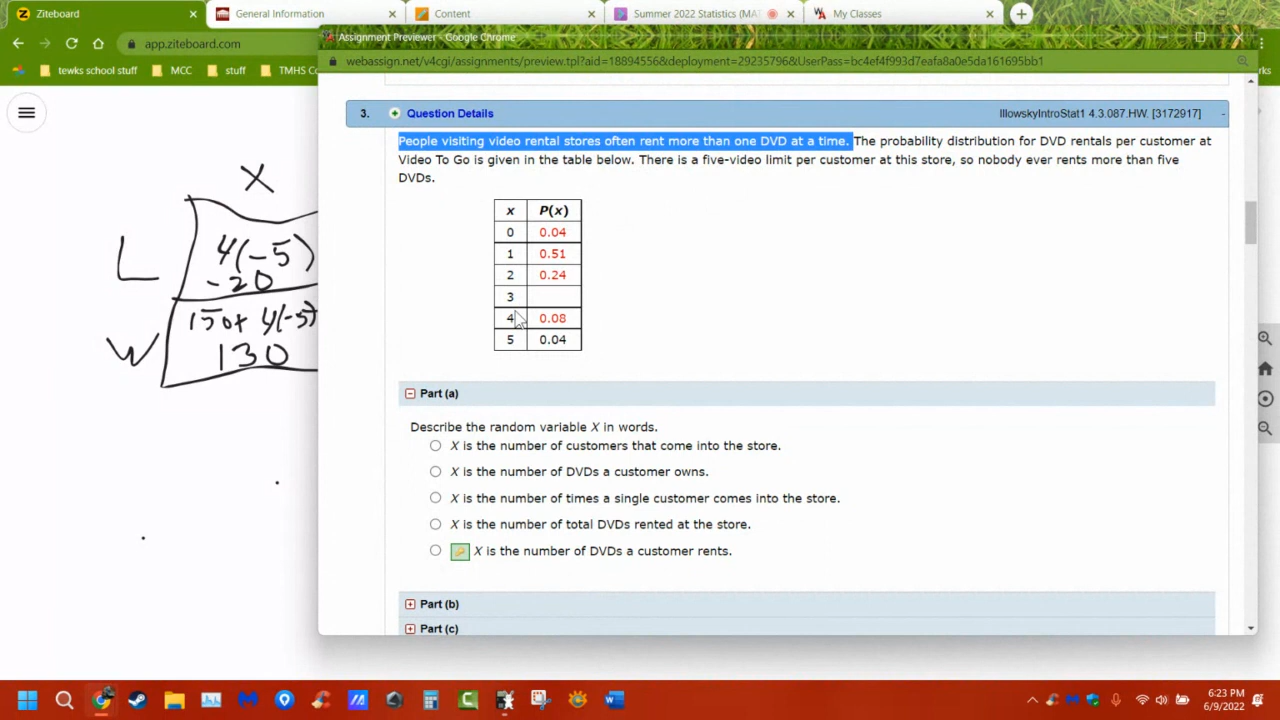 Ziteboard
General Information
Content
Summer 2022 Statistics (MA
My Classes
app.ziteboard.com
Assignment Previewer - Google Chrome
tewks school stuff
MCC
stuff
TMHS Co
rks
webassign.net/v4cgi/assignments/preview.tpl?aid=18894556&deployment=29235796&UserPass=bc4ef4f993d7eafa8a0e5da161695bb1
3.
Question Details
IllowskyIntroStat1 4.3.087.HW. [3172917]
People visiting video rental stores often rent more than one DVD at a time. The probability distribution for DVD rentals per customer at
Video To Go is given in the table below. There is a five-video limit per customer at this store, so nobody ever rents more than five
DVDs.
x P(x)
0 0.04
1 0.51
2 0.24
3
4 0.08
5 0.04
X
L
4(-5)
-20
W
150+ 4(-5)
130
Part (a)
Describe the random variable X in words.
X is the number of customers that come into the store.
X is the number of DVDs a customer owns.
X is the number of times a single customer comes into the store.
X is the number of total DVDs rented at the store.
X is the number of DVDs a customer rents.
Part (b)
Part (c)
6:23 PM
6/9/2022